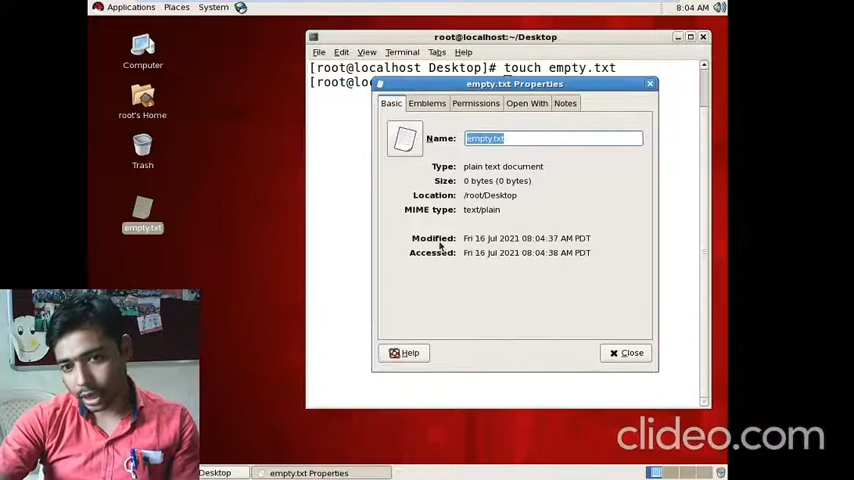 Applications Places System
8:04 AM
root@localhost:~/Desktop
File Edit View Terminal Tabs Help
[root@localhost Desktop]# touch empty.txt
[root@lo
empty.txt Properties
Basic Emblems Permissions Open With Notes
Name: empty.txt
Type: plain text document
Size: 0 bytes (0 bytes)
Location: /root/Desktop
MIME type: text/plain
Modified: Fri 16 Jul 2021 08:04:37 AM PDT
Accessed: Fri 16 Jul 2021 08:04:38 AM PDT
Help
Close
Computer
root's Home
Trash
empty.txt
clideo.com
Desktop
empty.txt Properties